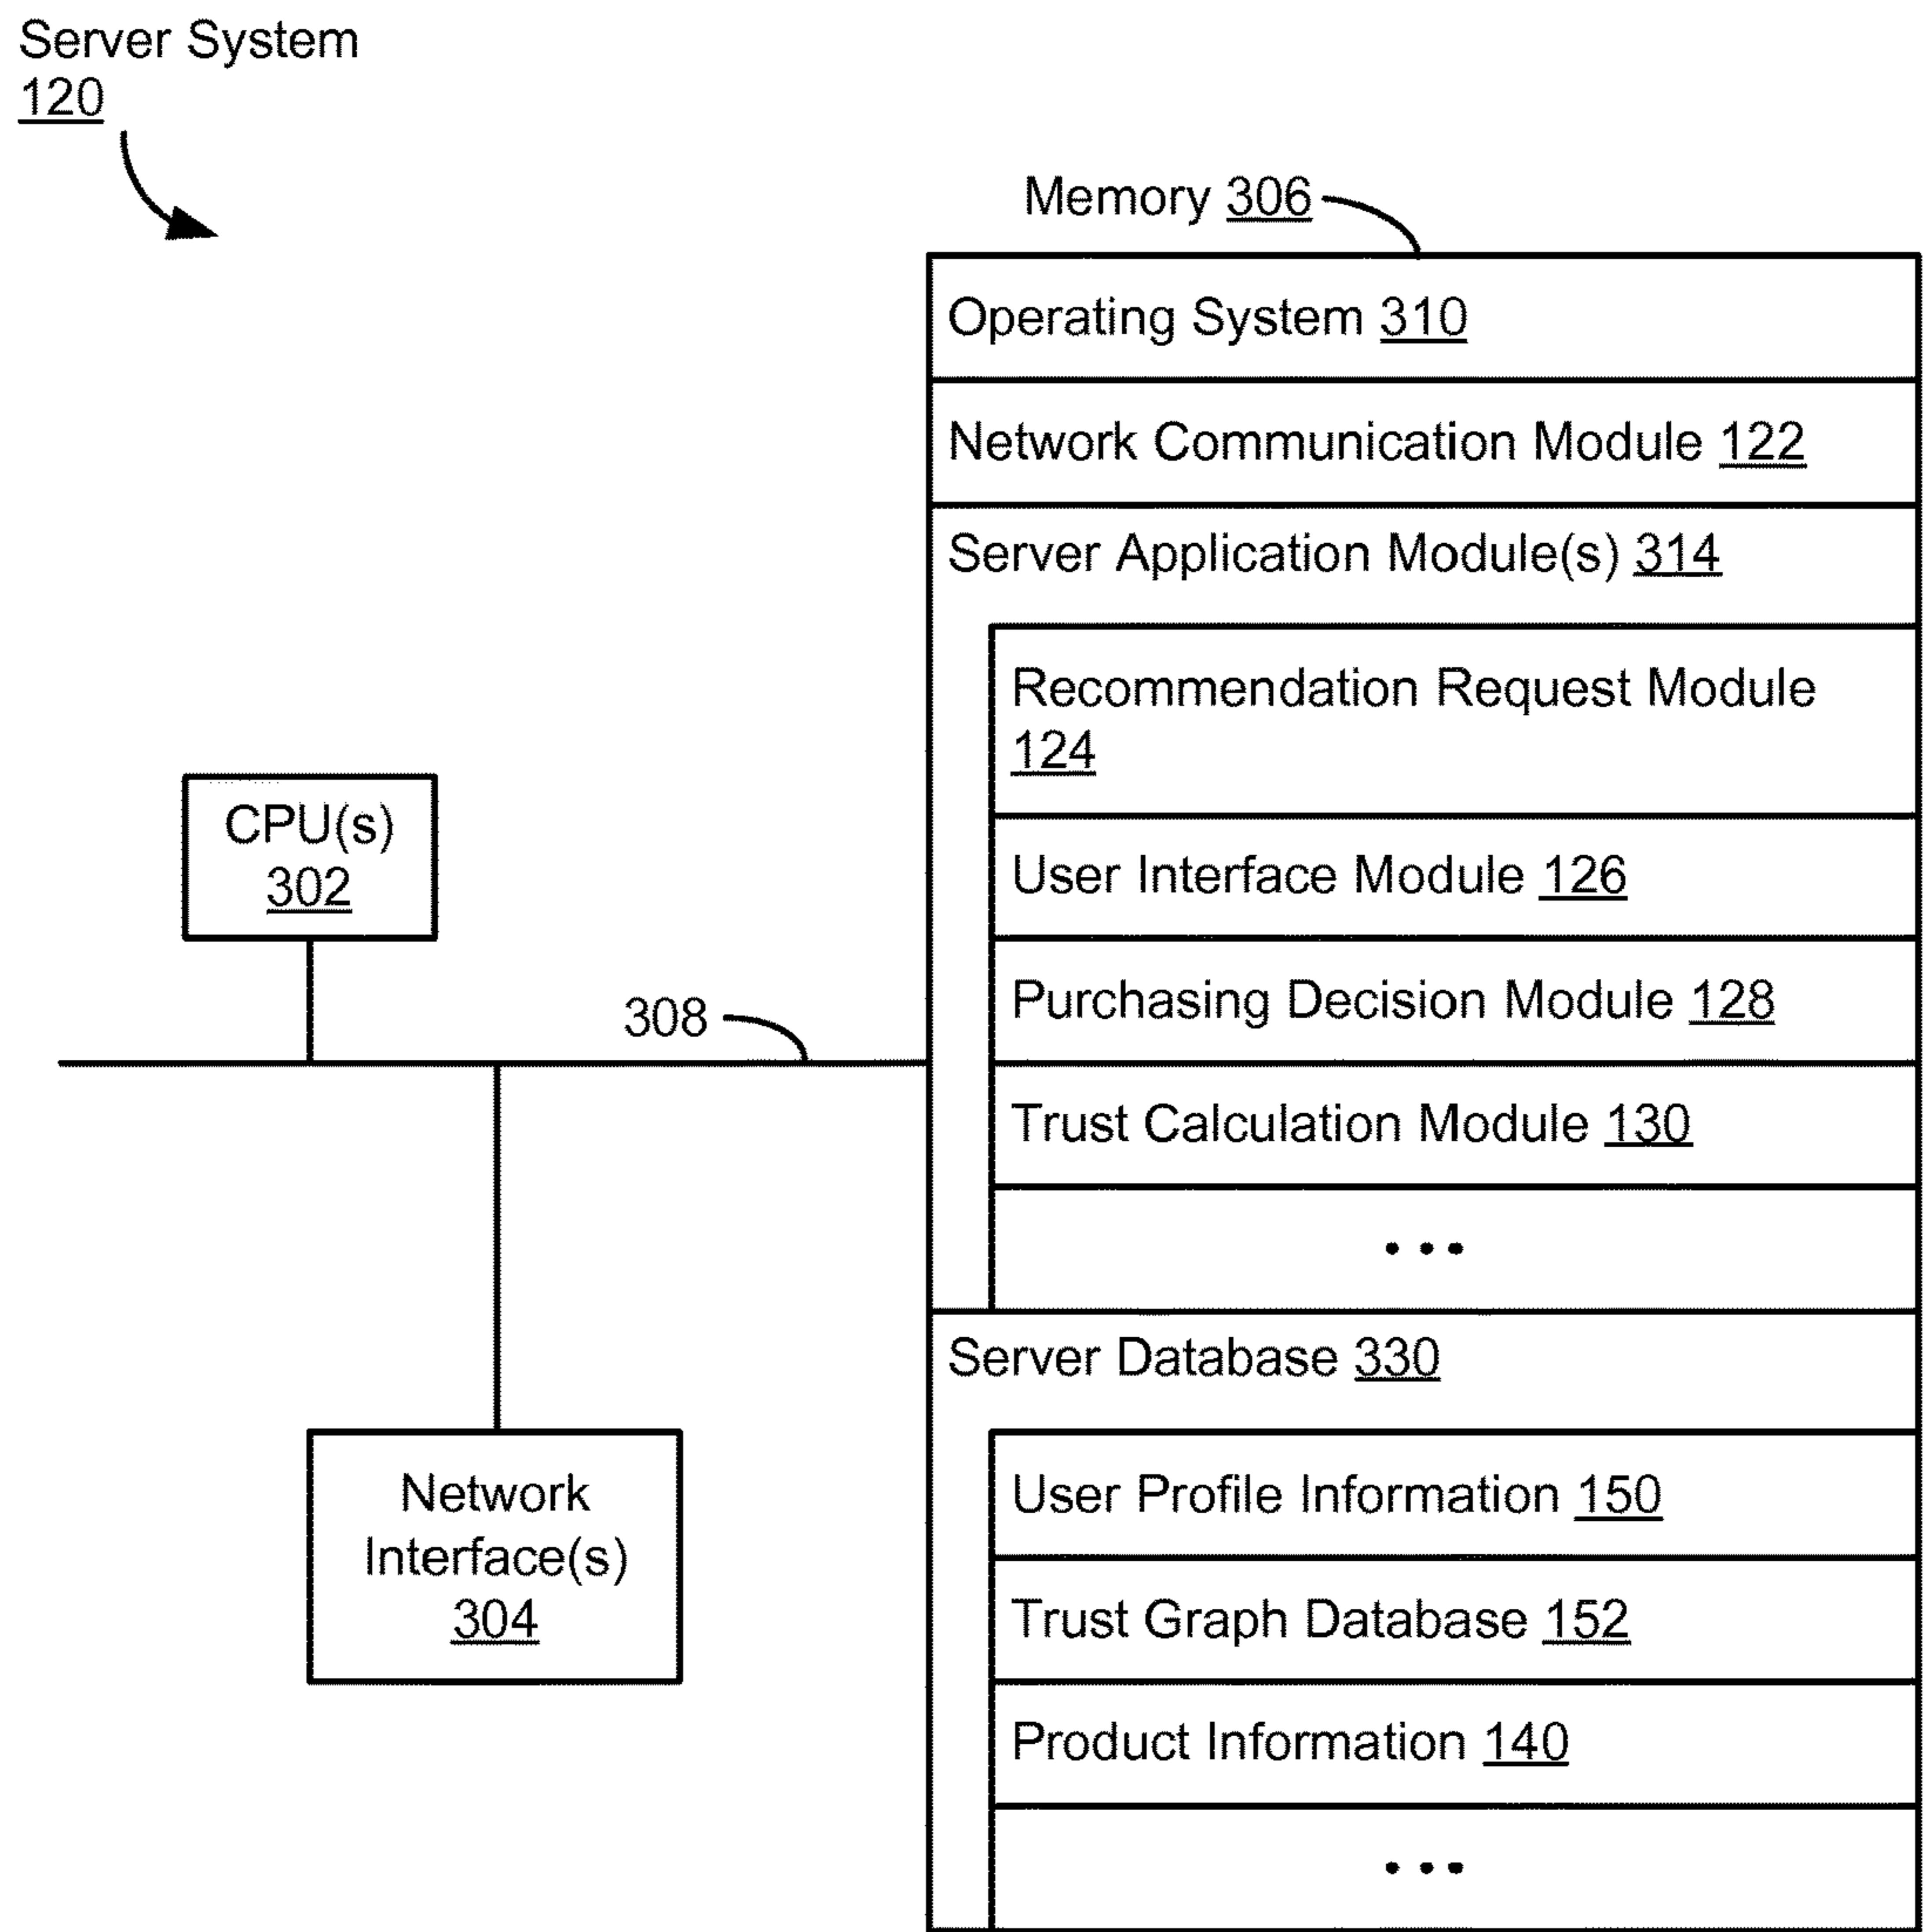 Server System
120
Memory 306
Operating System 310
Network Communication Module 122
Server Application Module(s) 314
Recommendation Request Module
124
User Interface Module 126
Purchasing Decision Module 128
Trust Calculation Module 130
...
Server Database 330
User Profile Information 150
Trust Graph Database 152
Product Information 140
...
CPU(s)
302
308
Network
Interface(s)
304